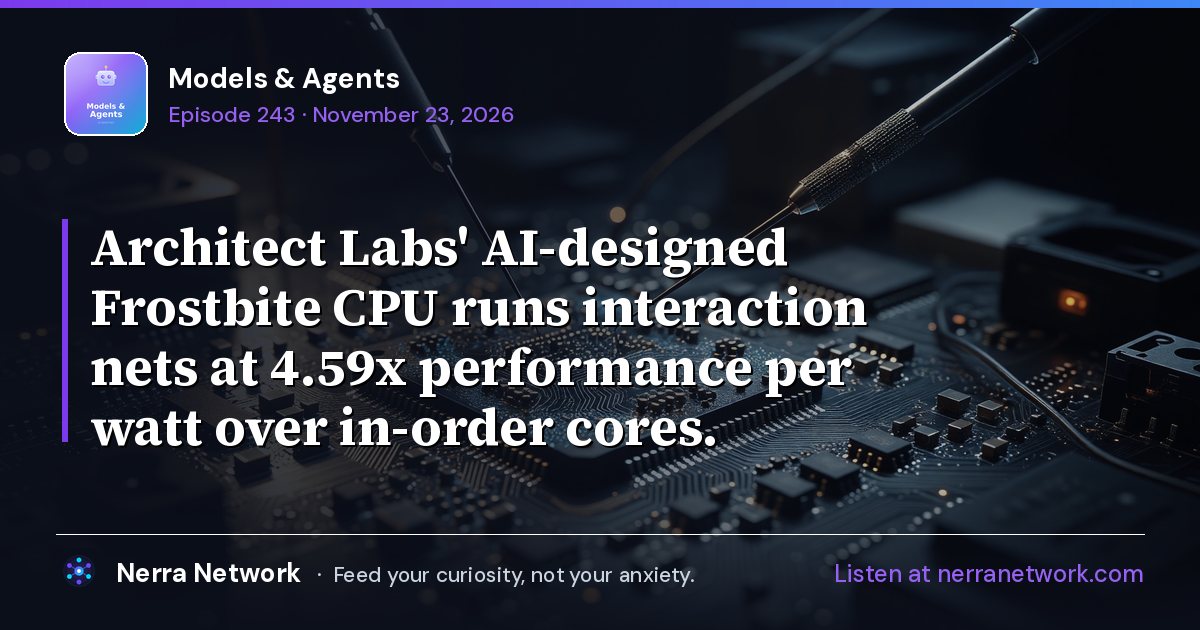 Models &
Agents
Models & Agents
Episode 243 · November 23, 2026
Architect Labs' AI-designed
Frostbite CPU runs interaction
nets at 4.59x performance per
watt over in-order cores.
Nerra Network · Feed your curiosity, not your anxiety.
Listen at nerranetwork.com